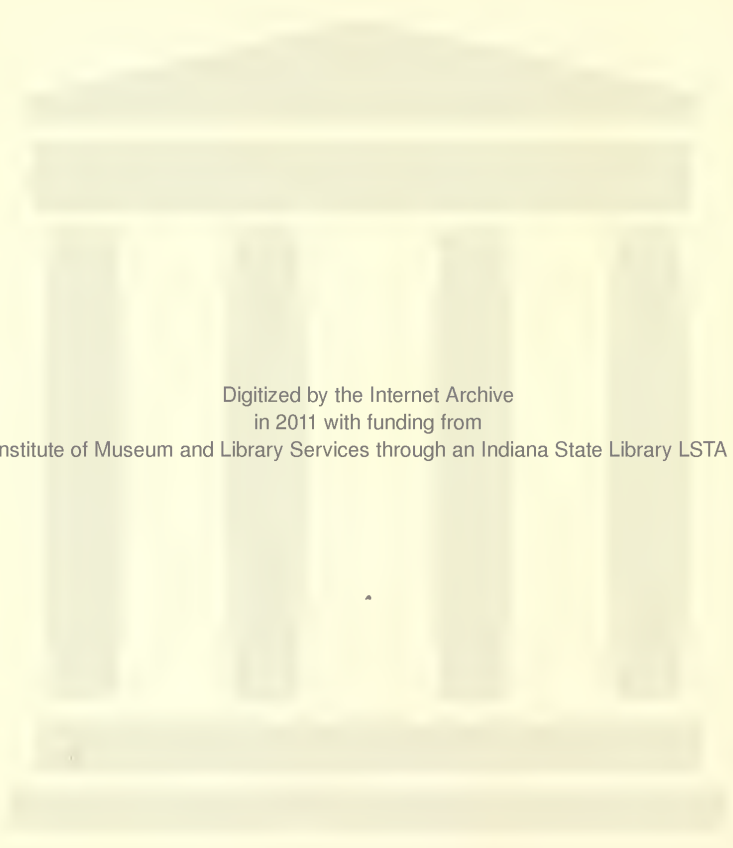 Digitized by the Internet Archive
in 2011 with funding from
nstitute of Museum and Library Services through an Indiana State Library LSTA